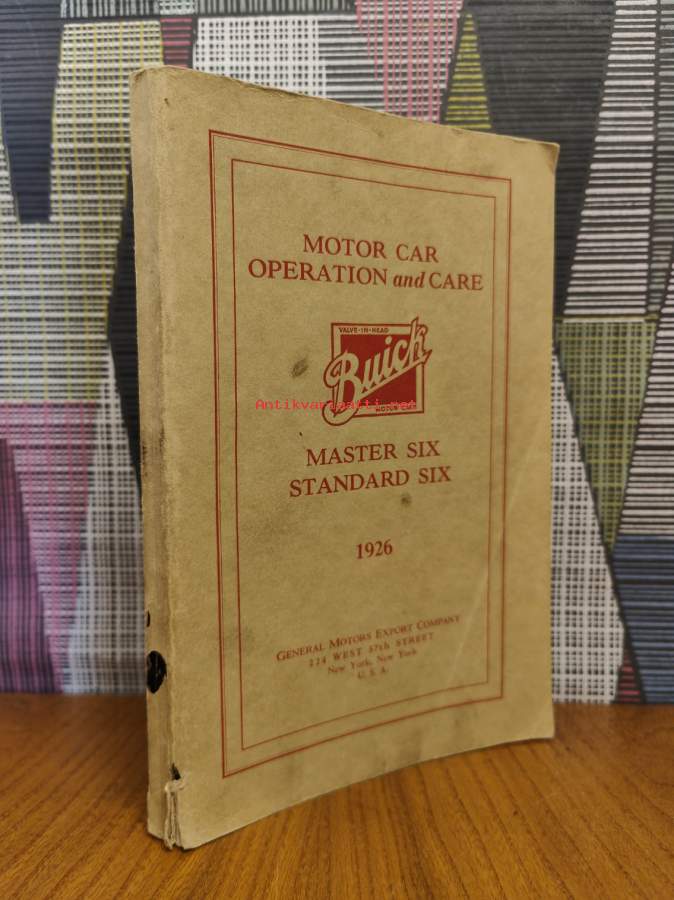 MOTOR CAR
OPERATION and CARE
VALVE-IN-HEAD
Buick
MOTOR CARS
Antikvariaatti.net
MASTER SIX
STANDARD SIX
1926
GENERAL MOTORS EXPORT COMPANY
224 WEST 57th STREET
New York, New York
U. S. A.